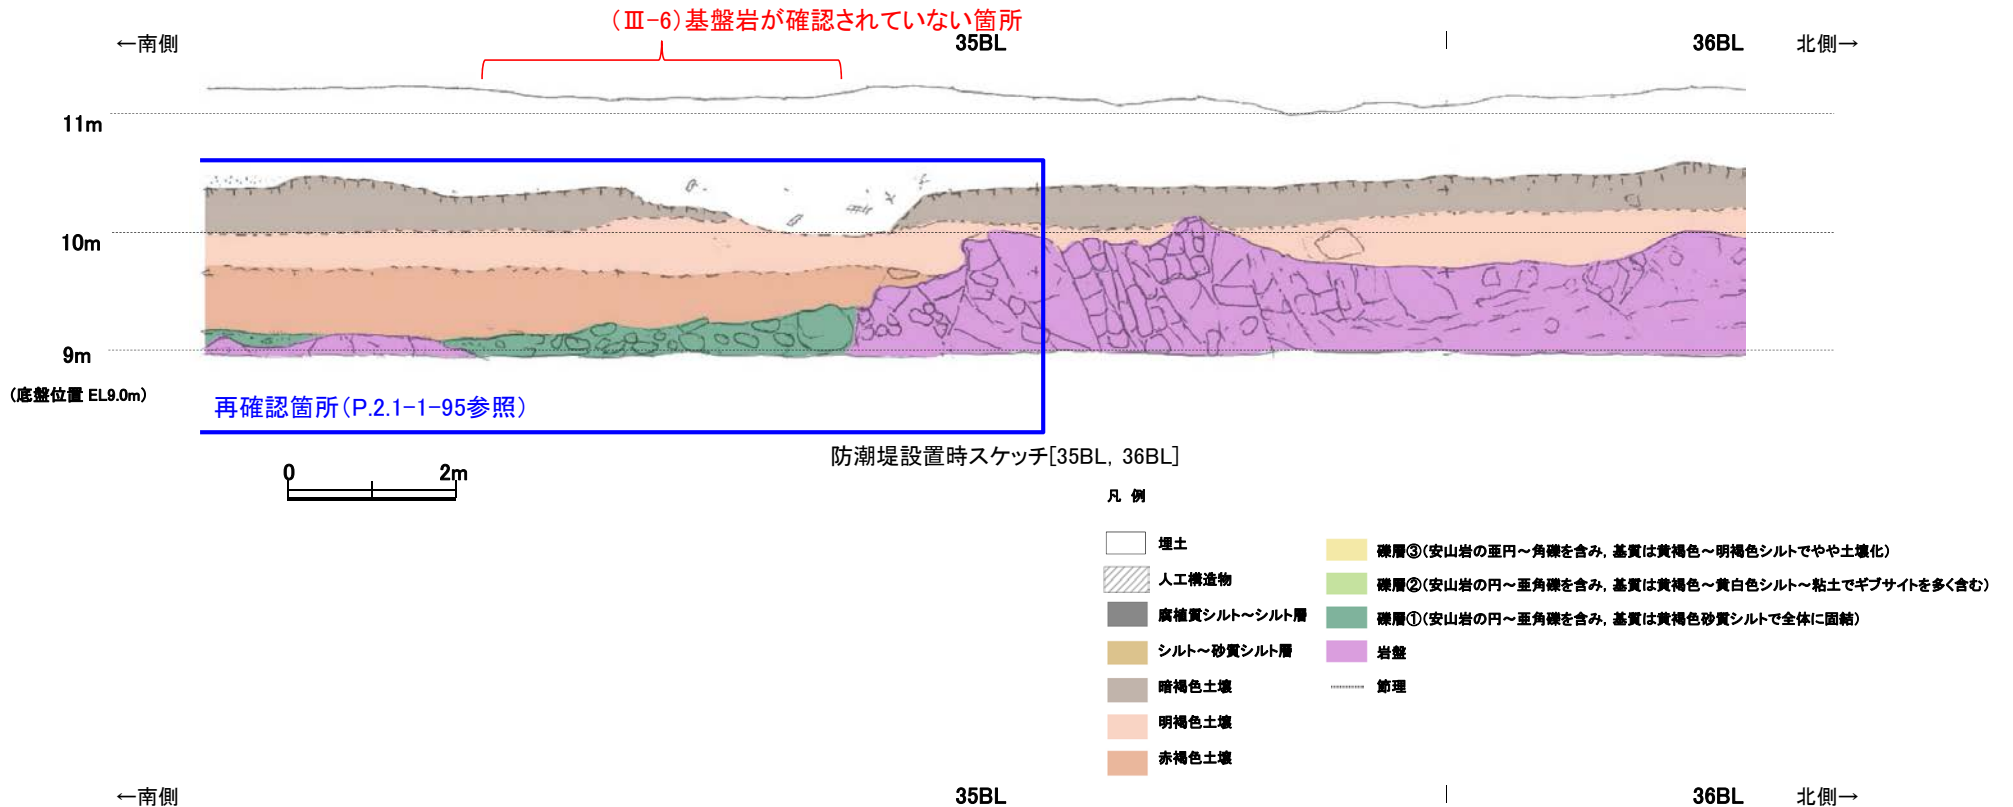 (Ⅲ-6)基盤岩が確認されていない箇所
←南側
35BL
36BL
北側→
11m
10m
9m
(底盤位置 EL9.0m)
再確認箇所(P.2.1-1-95参照)
防潮堤設置時スケッチ[35BL, 36BL]
0
2m
凡 例
埋土
人工構造物
腐植質シルト～シルト層
シルト～砂質シルト層
暗褐色土壌
明褐色土壌
赤褐色土壌
礫層③(安山岩の亜円～角礫を含み, 基質は黄褐色～明褐色シルトでやや土壌化)
礫層②(安山岩の円～亜角礫を含み, 基質は黄褐色～黄白色シルト～粘土でギブサイトを多く含む)
礫層①(安山岩の円～亜角礫を含み, 基質は黄褐色砂質シルトで全体に固結)
岩盤
節理
←南側
35BL
36BL
北側→